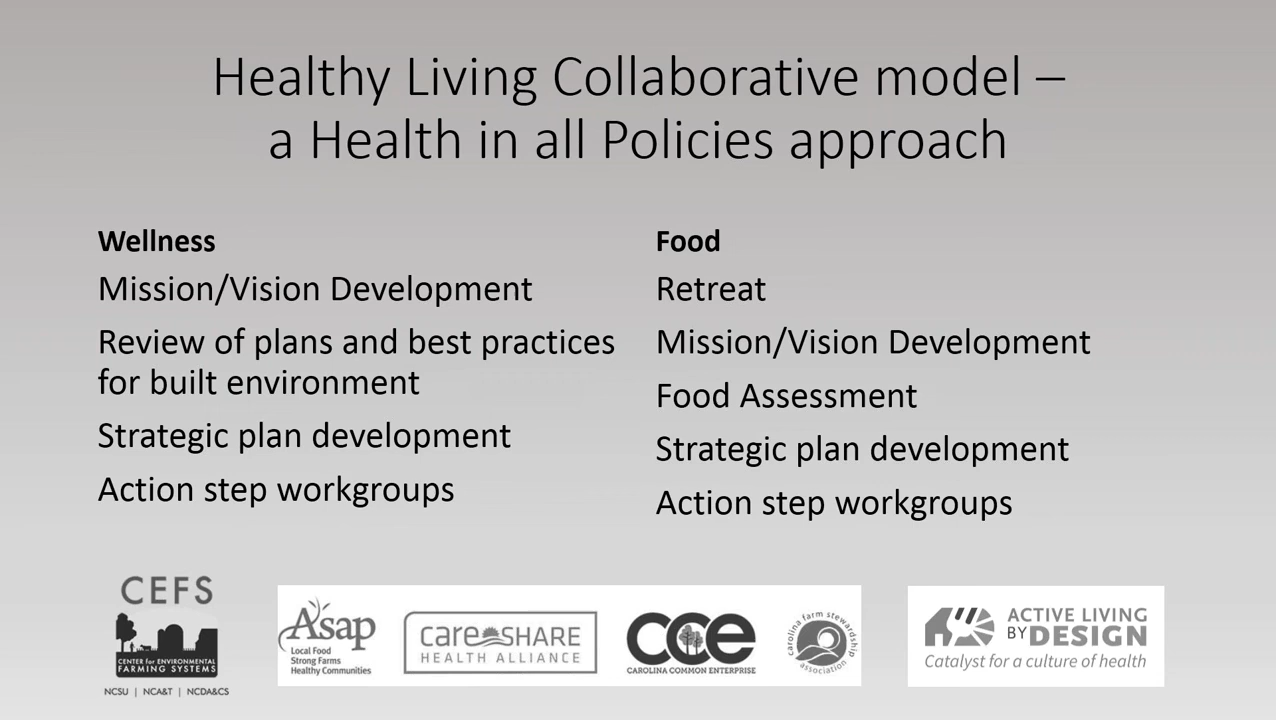 Healthy Living Collaborative model –
a Health in all Policies approach
Wellness
Mission/Vision Development
Review of plans and best practices
for built environment
Strategic plan development
Action step workgroups
Food
Retreat
Mission/Vision Development
Food Assessment
Strategic plan development
Action step workgroups
CEFS
CENTER for ENVIRONMENTAL
FARMING SYSTEMS
NCSU | NCA&T | NCDA&CS
Asap
Local Food
Strong Farms
Healthy Communities
care SHARE
HEALTH ALLIANCE
cce
CAROLINA COMMON ENTERPRISE
carolina farm stewardship
association
ACTIVE LIVING
BY DESIGN
Catalyst for a culture of health